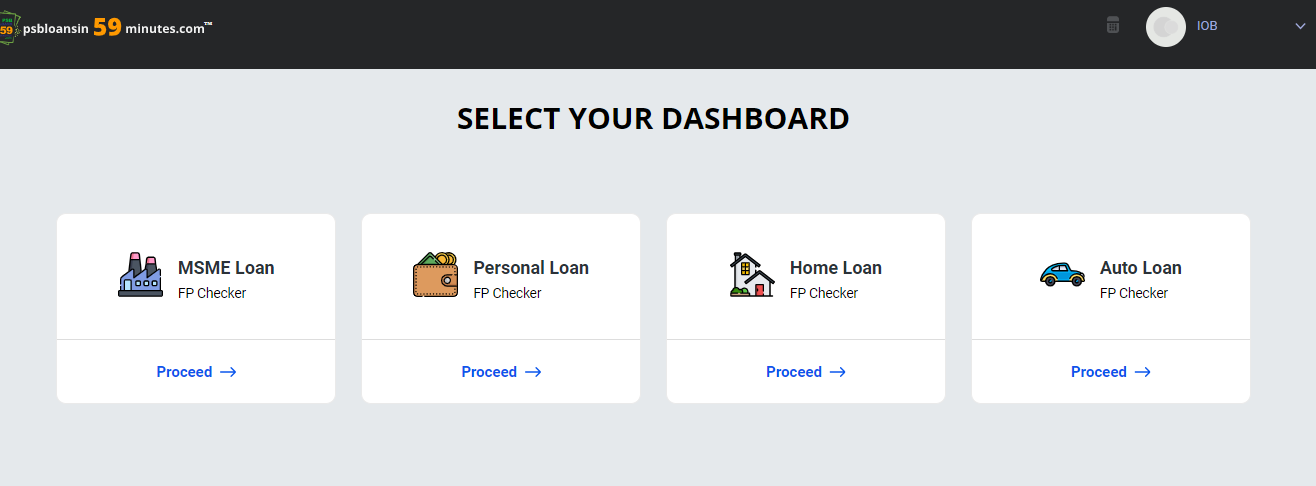 PSB
59
psbloansin 59 minutes.com™
IOB
SELECT YOUR DASHBOARD
MSME Loan
FP Checker
Proceed
Personal Loan
FP Checker
Proceed
Home Loan
FP Checker
Proceed
Auto Loan
FP Checker
Proceed